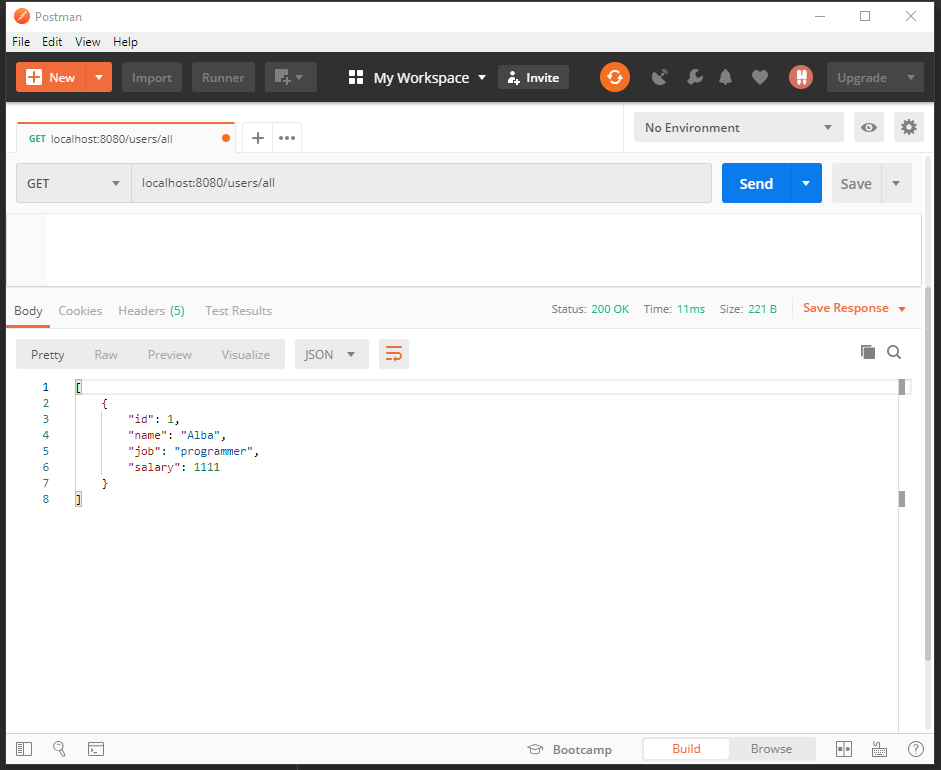 Postman
File Edit View Help
New Import Runner My Workspace Invite Upgrade
GET localhost:8080/users/all No Environment
GET localhost:8080/users/all Send Save
Body Cookies Headers (5) Test Results Status: 200 OK Time: 11ms Size: 221 B Save Response
Pretty Raw Preview Visualize JSON
1 [
2 {
3 "id": 1,
4 "name": "Alba",
5 "job": "programmer",
6 "salary": 1111
7 }
8 ]
Bootcamp Build Browse